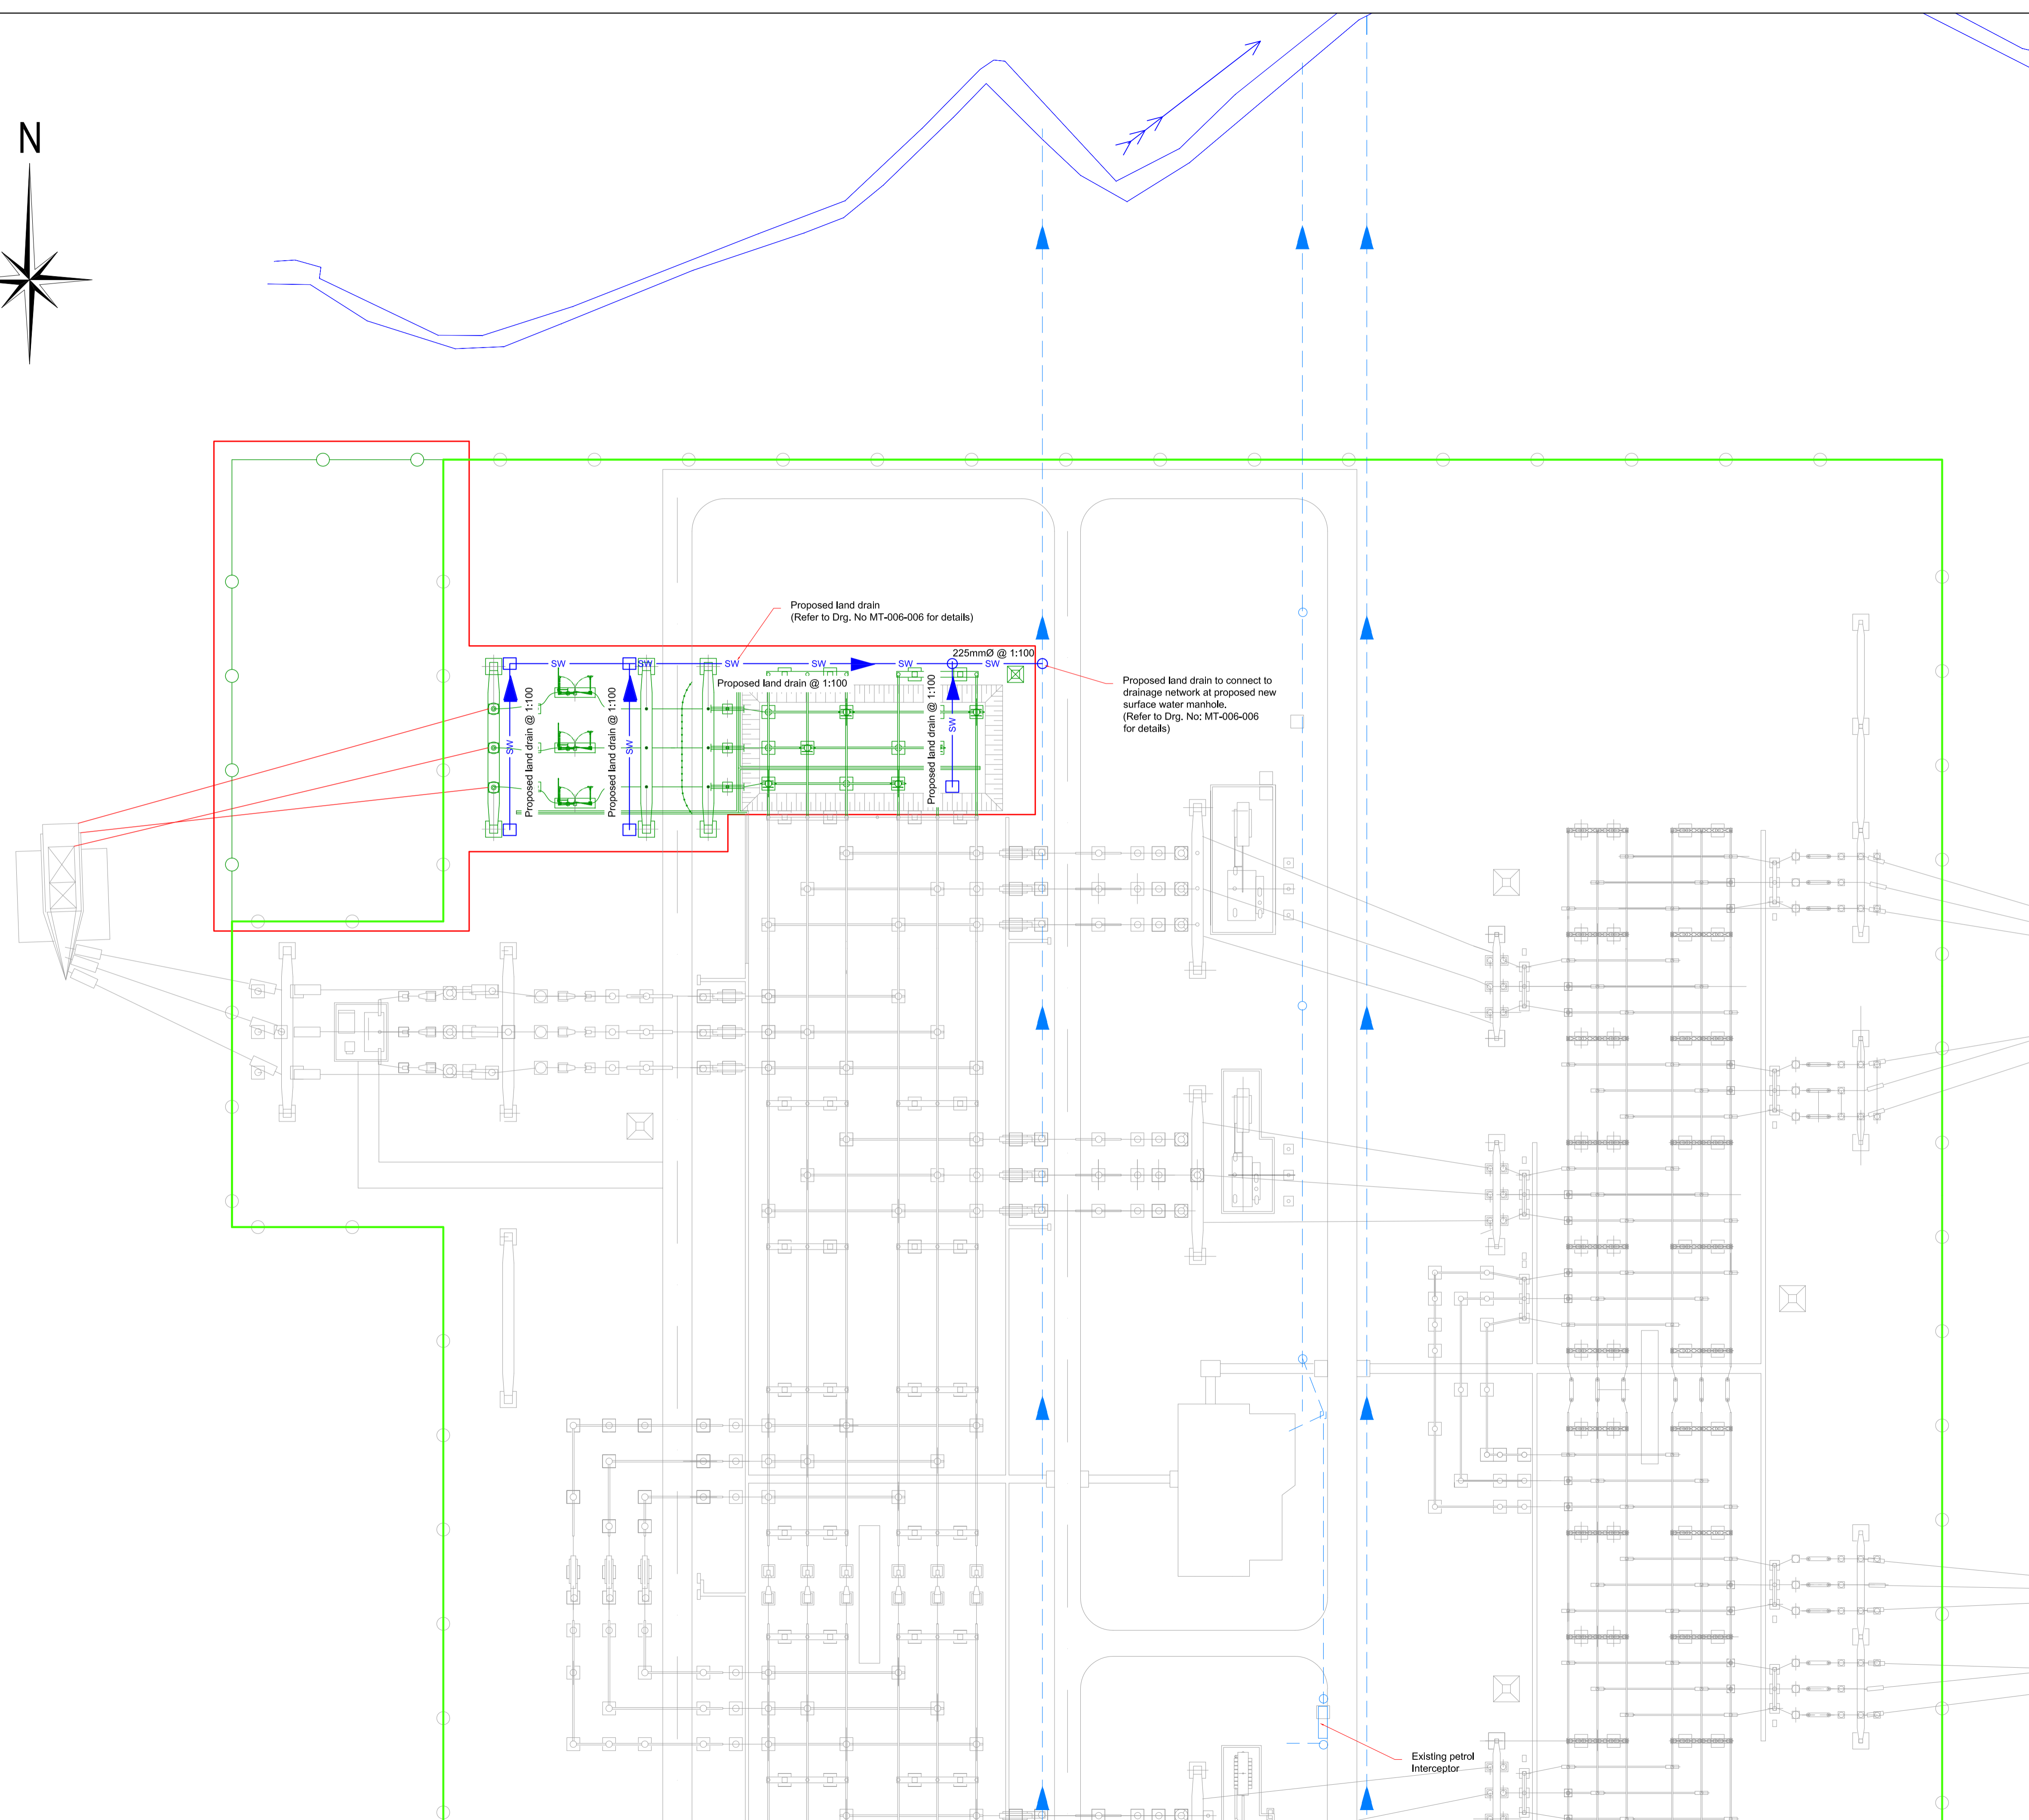 N
Proposed land drain
(Refer to Drg. No MT-006-006 for details)
225mmØ @ 1:100
SW
SW
SW
SW
SW
SW
Proposed land drain @ 1:100
Proposed land drain to connect to
drainage network at proposed new
surface water manhole.
(Refer to Drg. No: MT-006-006
for details)
SW
Proposed land drain @ 1:100
Proposed land drain @ 1:100
SW
Proposed land drain @ 1:100
SW
Existing petrol
Interceptor